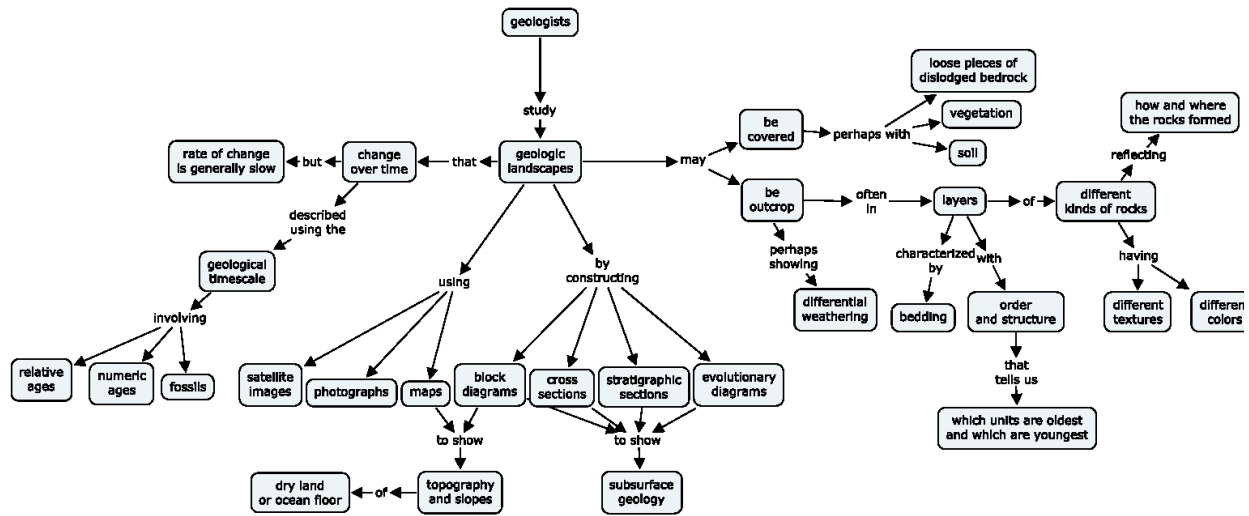 geologists
study
geologic
landscapes
that
change
over time
but
rate of change
is generally slow
described
using the
geological
timescale
involving
relative
ages
numeric
ages
fossils
using
satellite
images
photographs
maps
by
constructing
block
diagrams
cross
sections
stratigraphic
sections
evolutionary
diagrams
to show
topography
and slopes
of
dry land
or ocean floor
to show
subsurface
geology
may
be
covered
perhaps with
loose pieces of
dislodged bedrock
vegetation
soil
be
outcrop
perhaps
showing
differential
weathering
often
in
layers
characterized
by
bedding
with
order
and structure
that
tells us
which units are oldest
and which are youngest
of
different
kinds of rocks
reflecting
how and where
the rocks formed
having
different
textures
different
colors